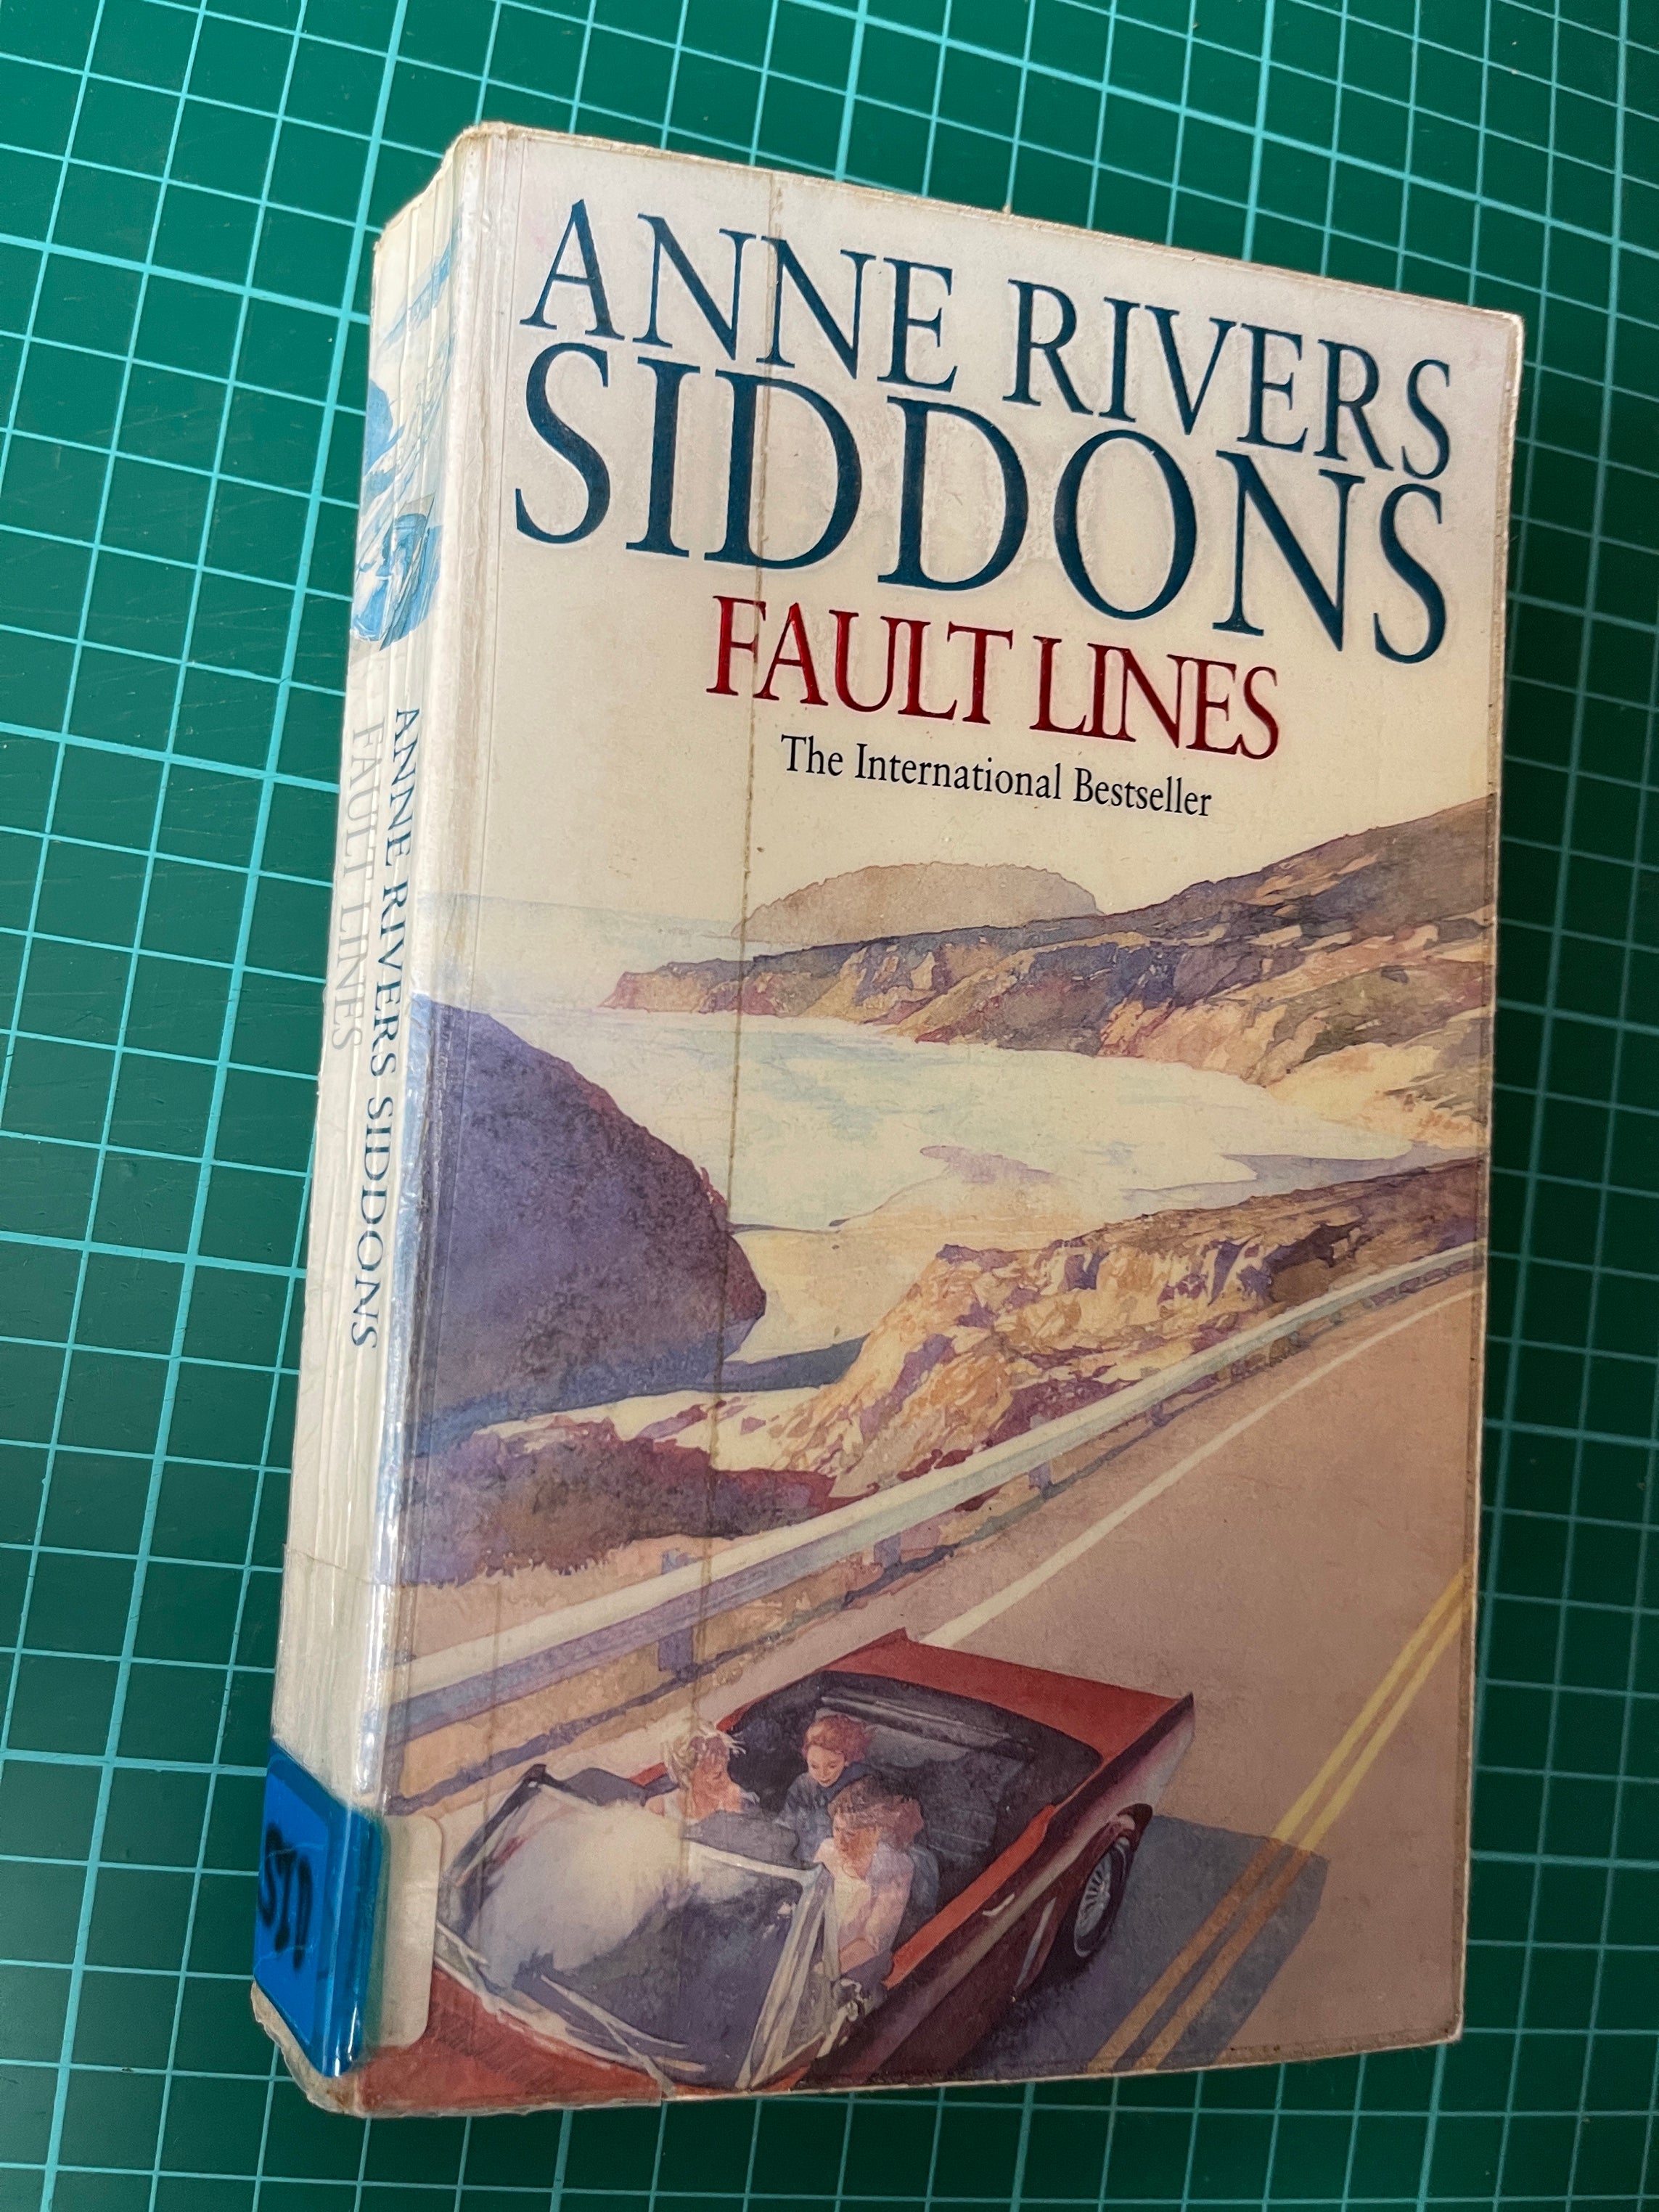 ANNE RIVERS
SIDDONS
FAULT LINES
The International Bestseller
ANNE RIVERS SIDDONS
FAULT LINES